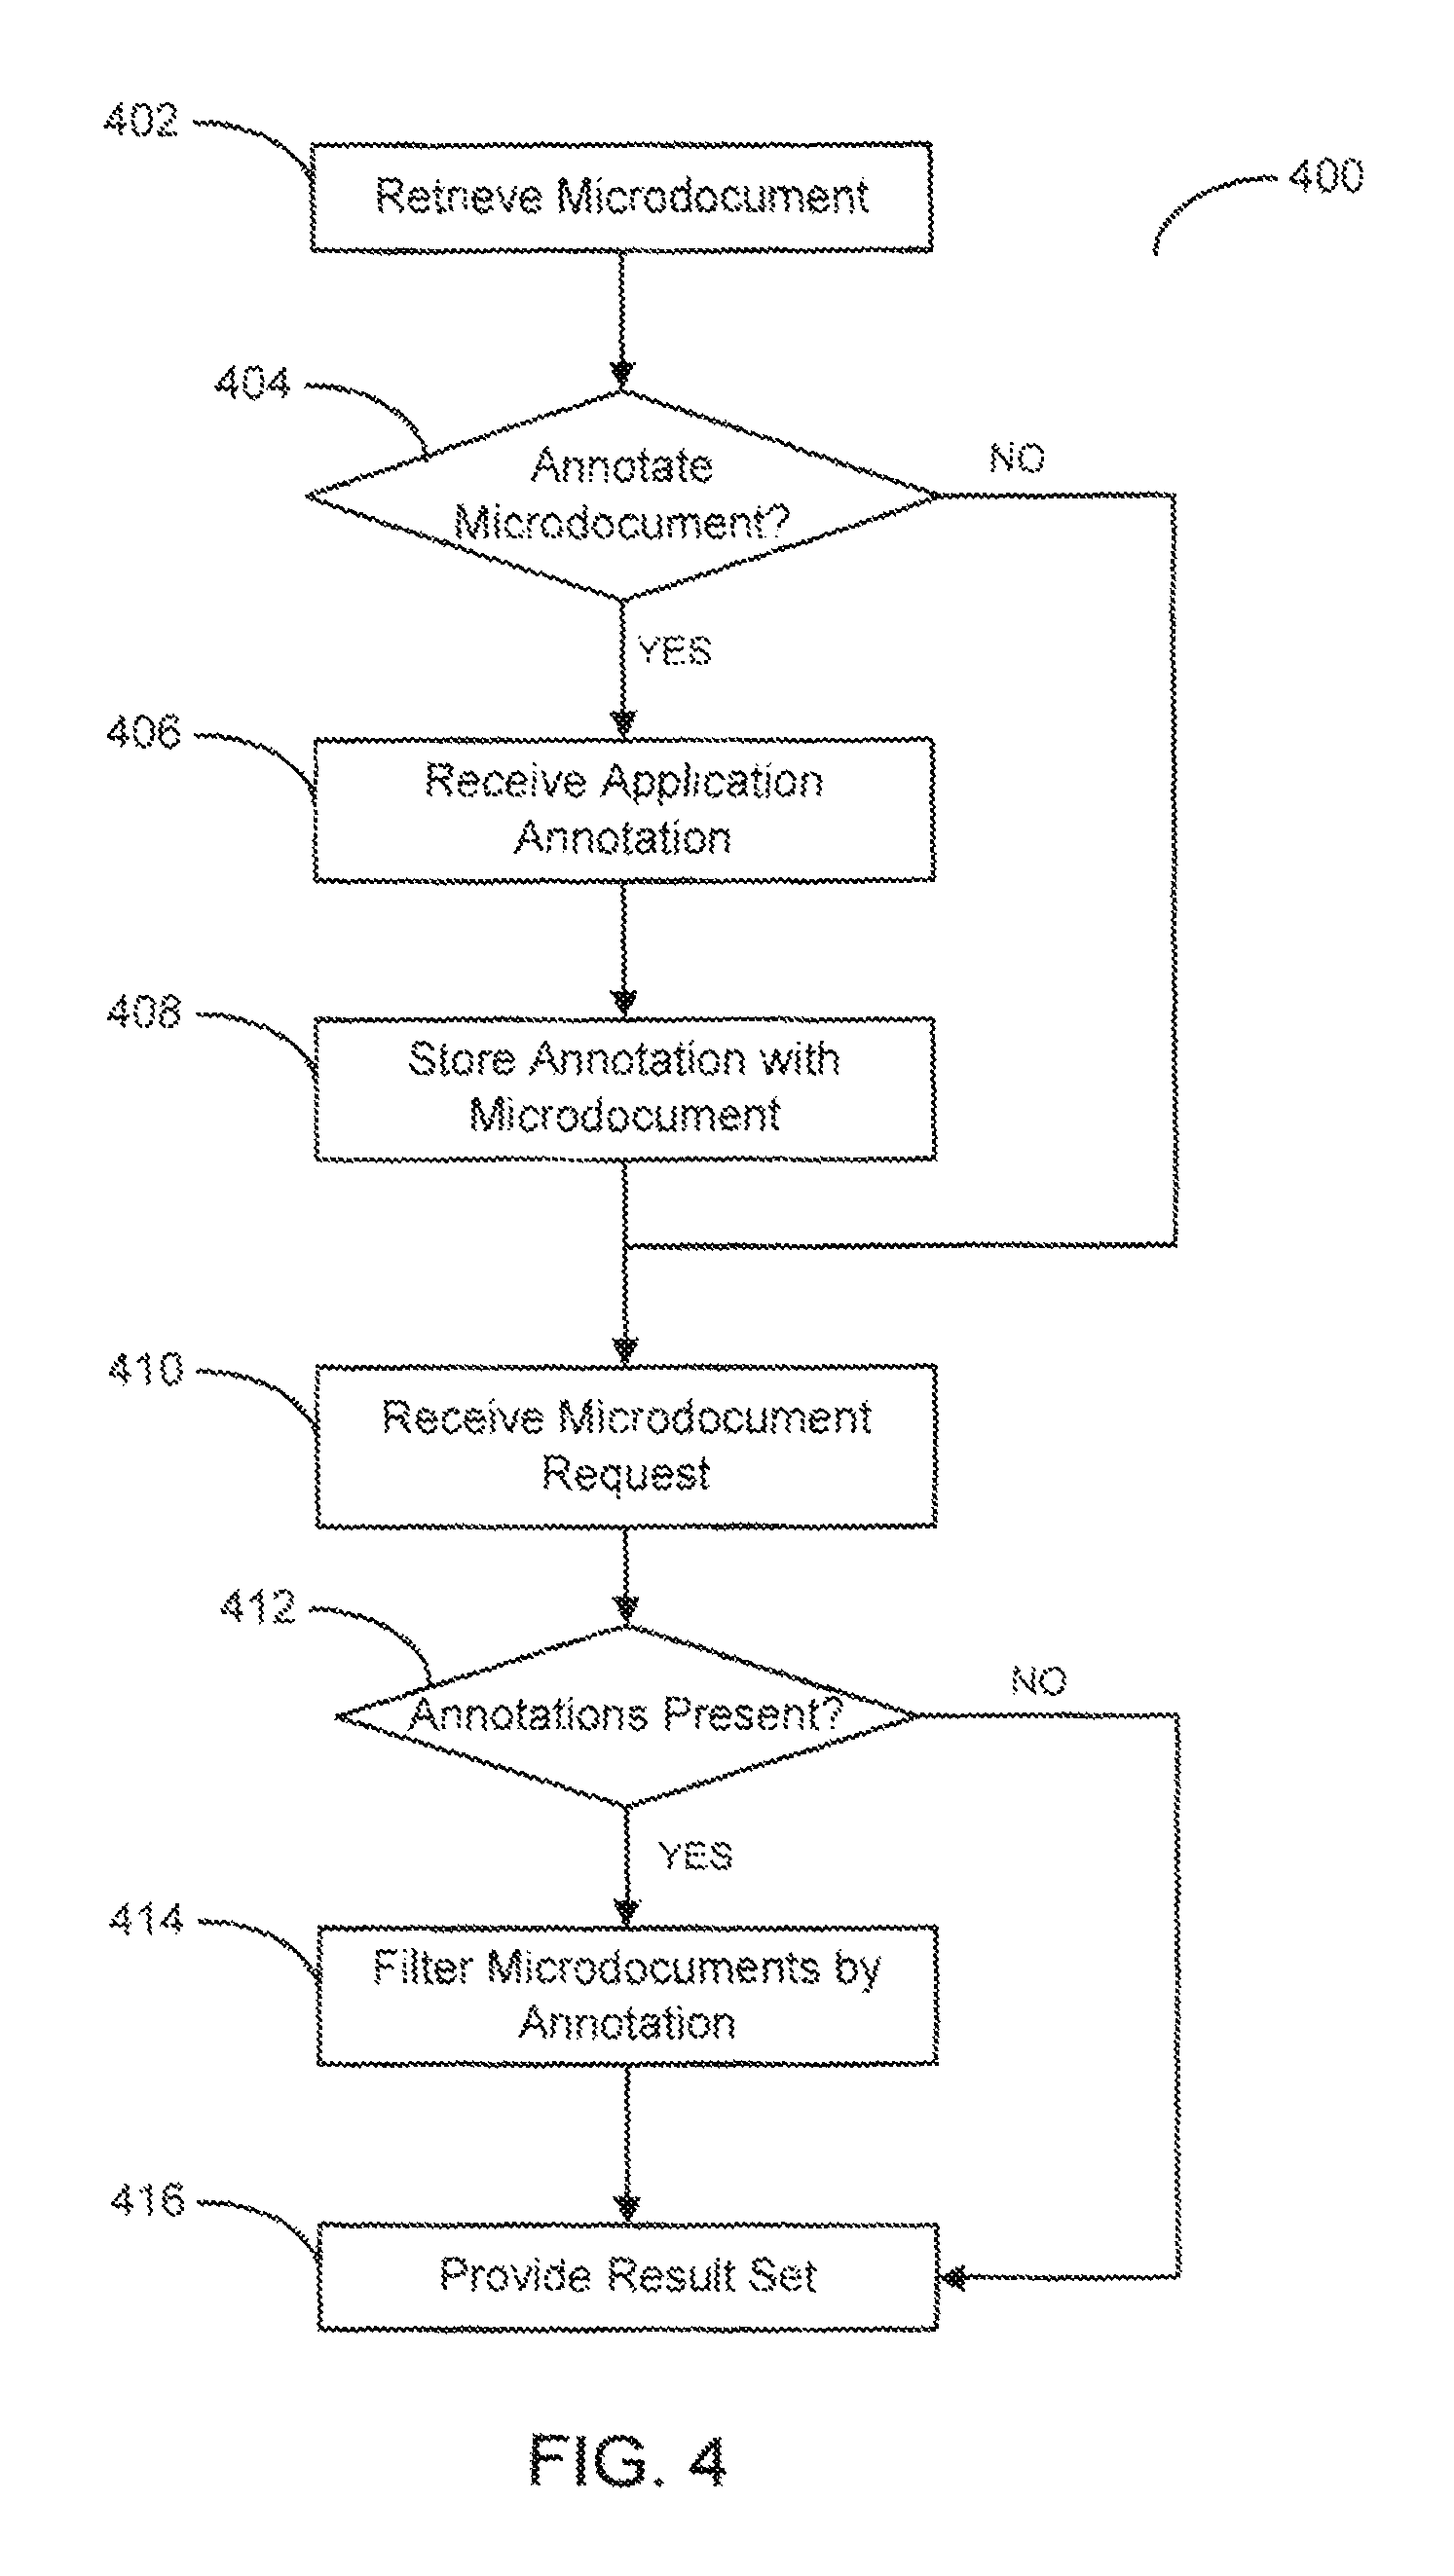 402
Retrieve Microdocument
400
404
Annotate
Microdocument?
NO
YES
406
Receive Application
Annotation
408
Store Annotation with
Microdocument
410
Receive Microdocument
Request
412
Annotations Present?
NO
YES
414
Filter Microdocuments by
Annotation
416
Provide Result Set
FIG. 4